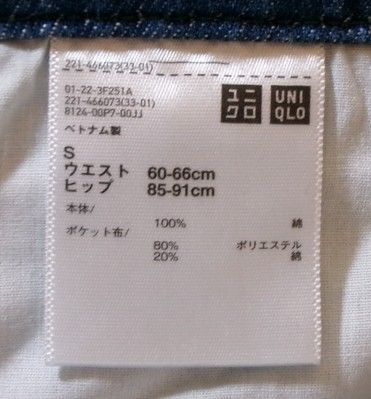 221-466073(33-01)
01-22-3F251A
221-466073(33-01)
8124-00P7-00JJ
ユニクロ
UNIQLO
ベトナム製
S
ウエスト 60-66cm
ヒップ 85-91cm
本体/
100% 綿
ポケット布/
80% ポリエステル
20% 綿